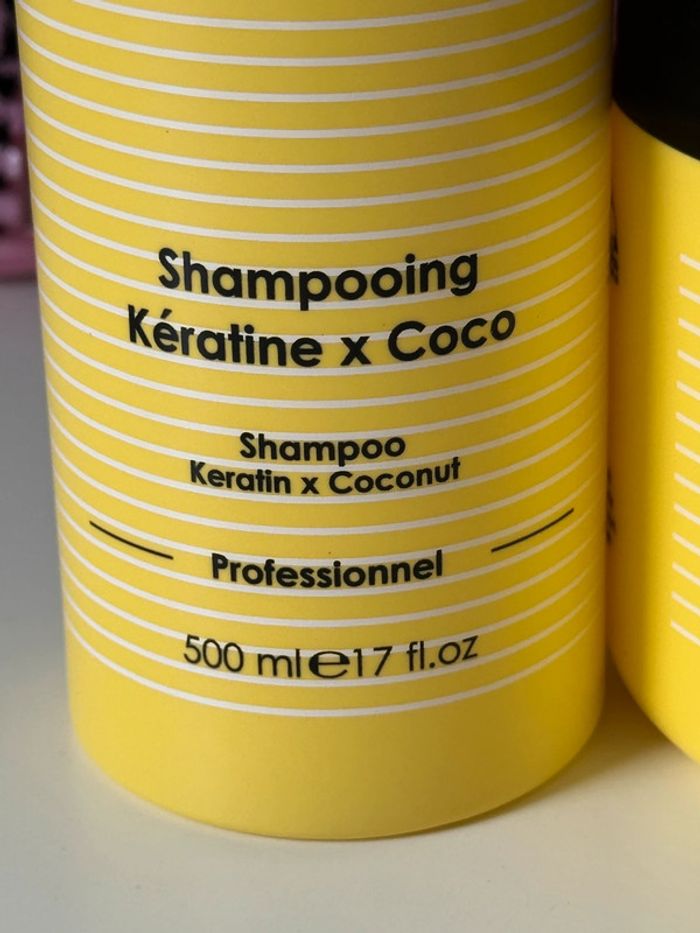 Shampooing
Kératine x Coco
Shampoo
Keratin x Coconut
Professionnel
500 ml℮17 fl.oz